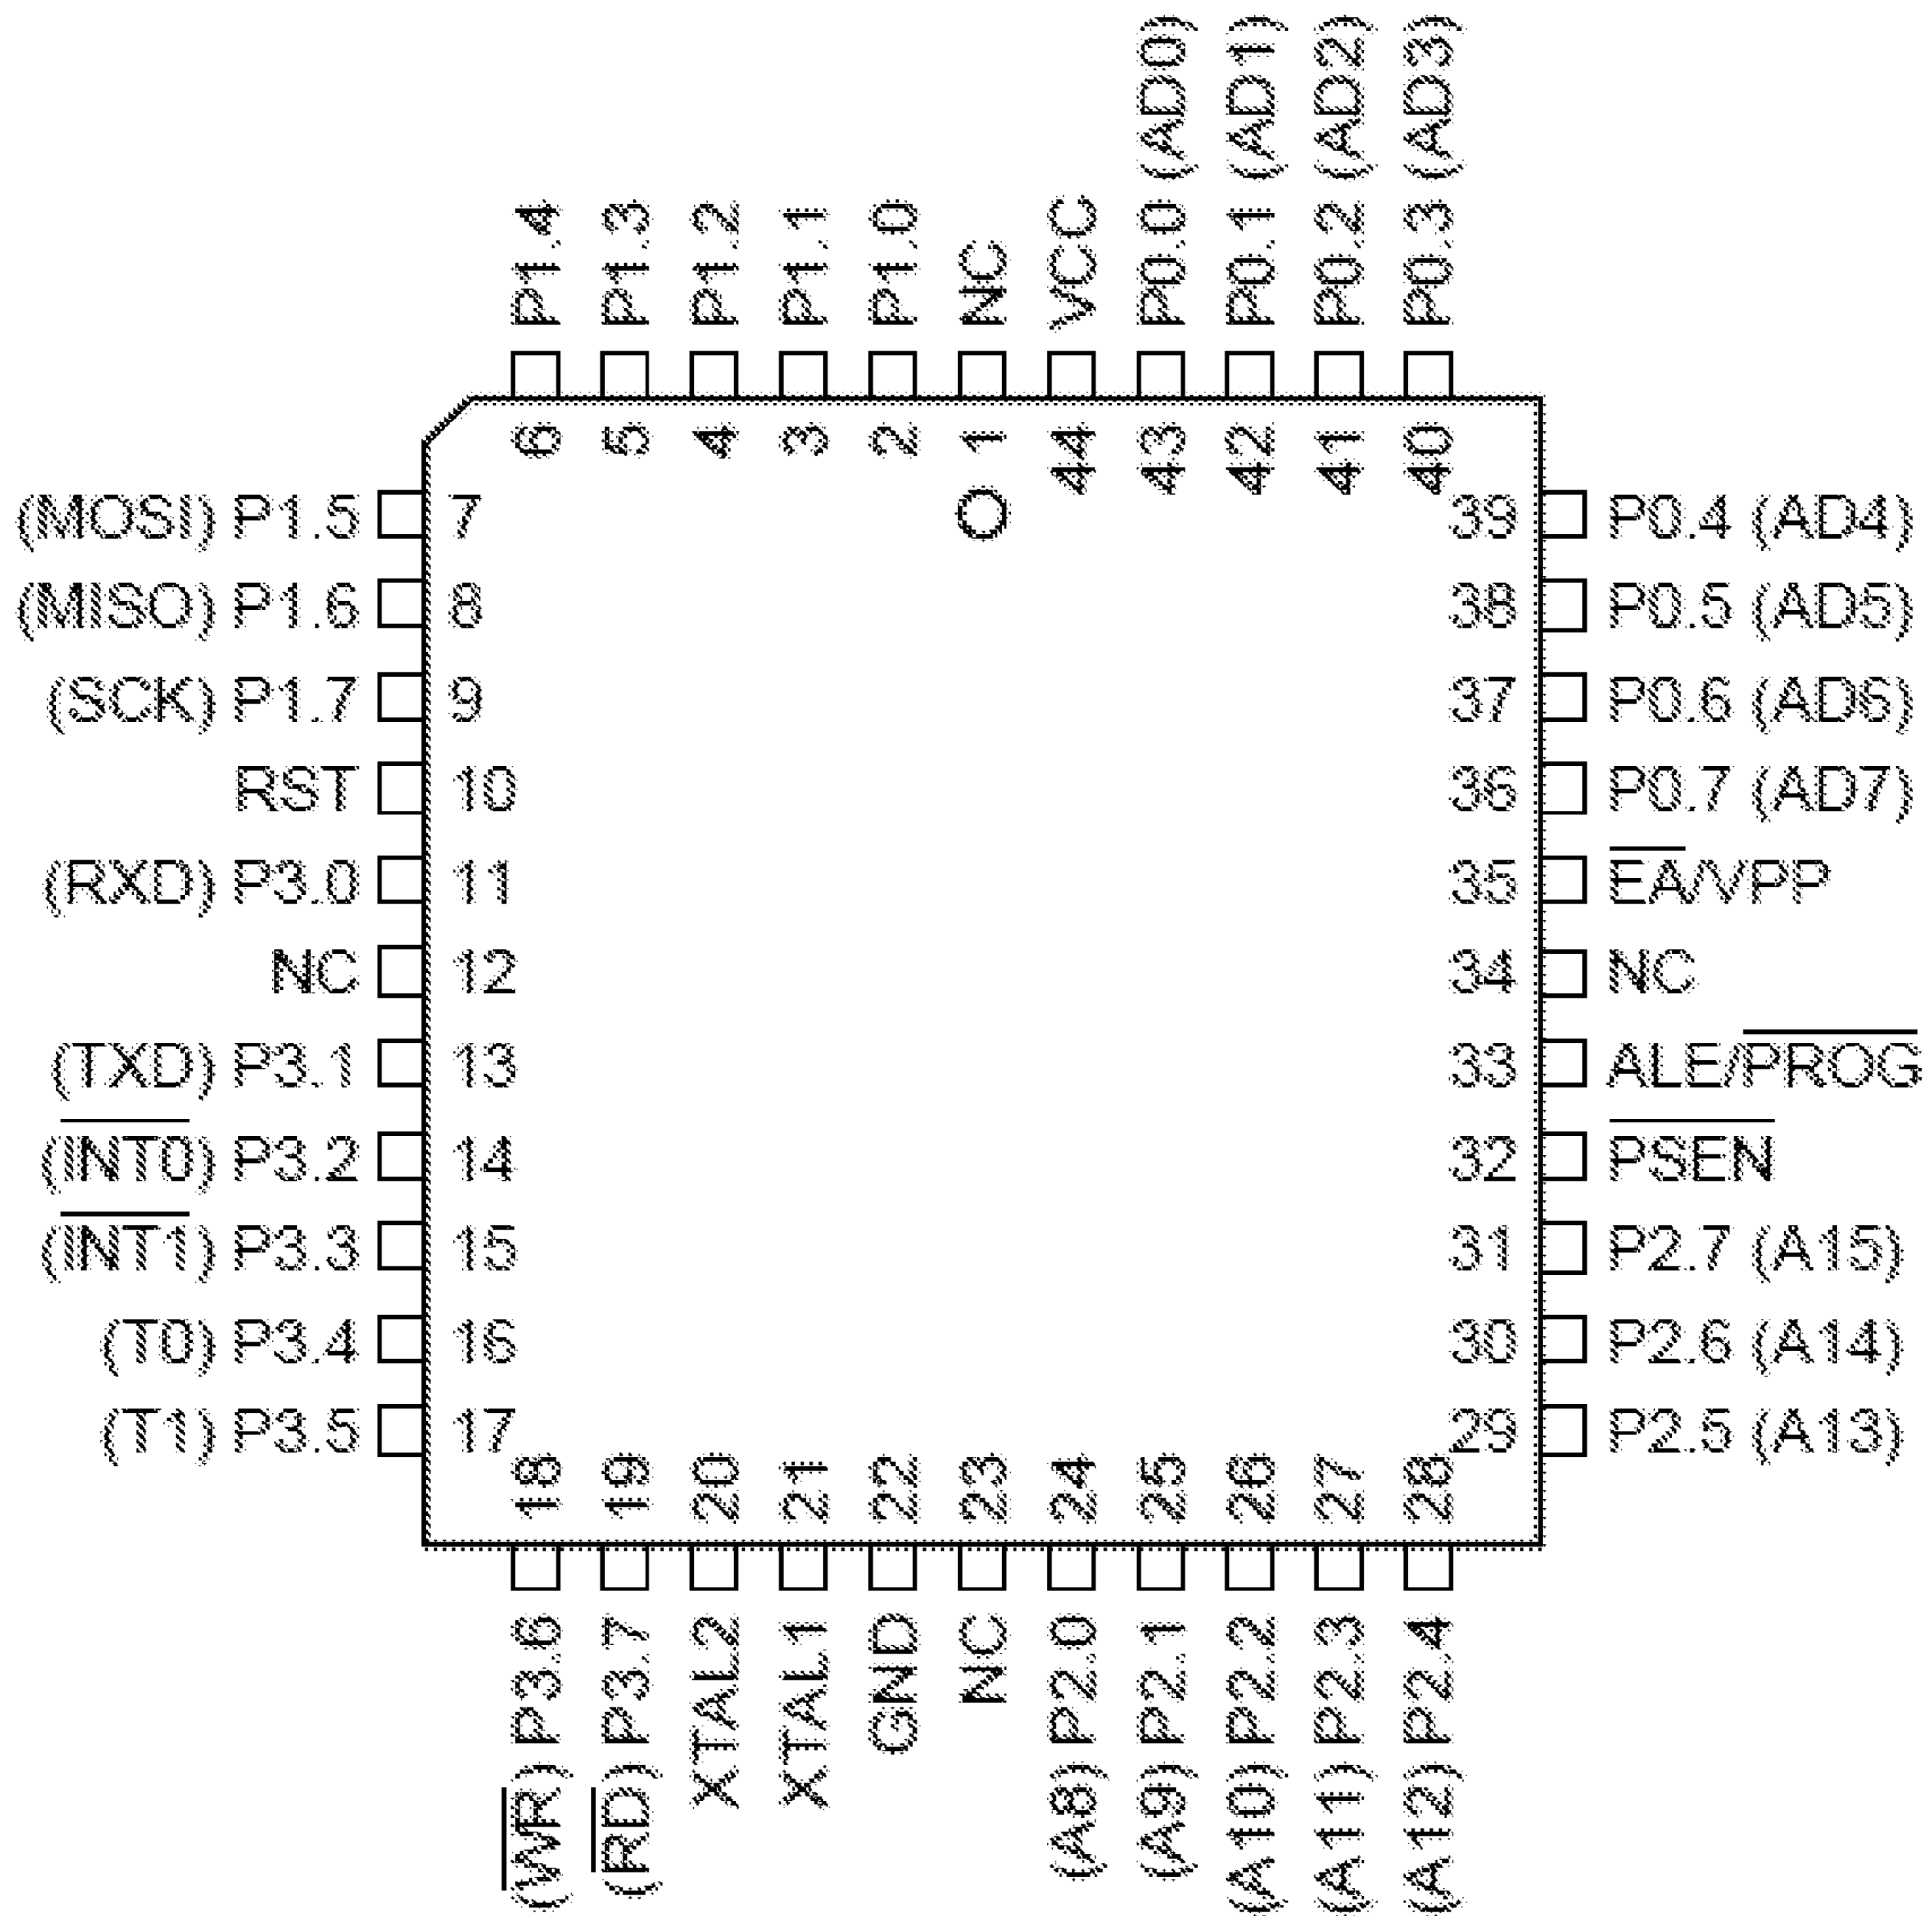 P1.4
P1.3
P1.2
P1.1
P1.0
NC
VCC
P0.0 (AD0)
P0.1 (AD1)
P0.2 (AD2)
P0.3 (AD3)
6
5
4
3
2
1
44
43
42
41
40
(MOSI) P1.5 7
39 P0.4 (AD4)
(MISO) P1.6 8
38 P0.5 (AD5)
(SCK) P1.7 9
37 P0.6 (AD6)
RST 10
36 P0.7 (AD7)
(RXD) P3.0 11
35 E̅A̅/VPP
NC 12
34 NC
(TXD) P3.1 13
33 ALE/P̅R̅O̅G̅
(I̅N̅T̅0̅) P3.2 14
32 P̅S̅E̅N̅
(I̅N̅T̅1̅) P3.3 15
31 P2.7 (A15)
(T0) P3.4 16
30 P2.6 (A14)
(T1) P3.5 17
29 P2.5 (A13)
18
19
20
21
22
23
24
25
26
27
28
(W̅R̅) P3.6
(R̅D̅) P3.7
XTAL2
XTAL1
GND
NC
(A8) P2.0
(A9) P2.1
(A10) P2.2
(A11) P2.3
(A12) P2.4